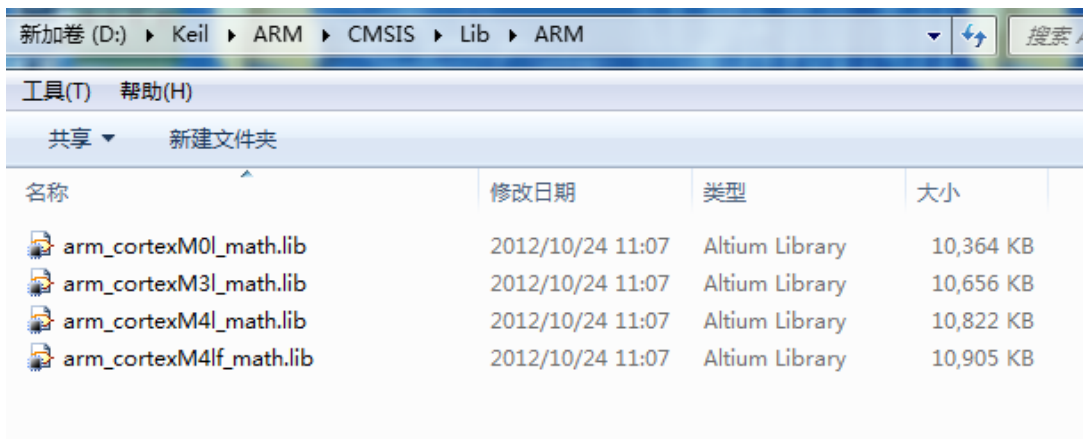 新加卷 (D:) ▸ Keil ▸ ARM ▸ CMSIS ▸ Lib ▸ ARM 搜索
工具(T) 帮助(H)
共享 新建文件夹
名称 修改日期 类型 大小
arm_cortexM0l_math.lib 2012/10/24 11:07 Altium Library 10,364 KB
arm_cortexM3l_math.lib 2012/10/24 11:07 Altium Library 10,656 KB
arm_cortexM4l_math.lib 2012/10/24 11:07 Altium Library 10,822 KB
arm_cortexM4lf_math.lib 2012/10/24 11:07 Altium Library 10,905 KB